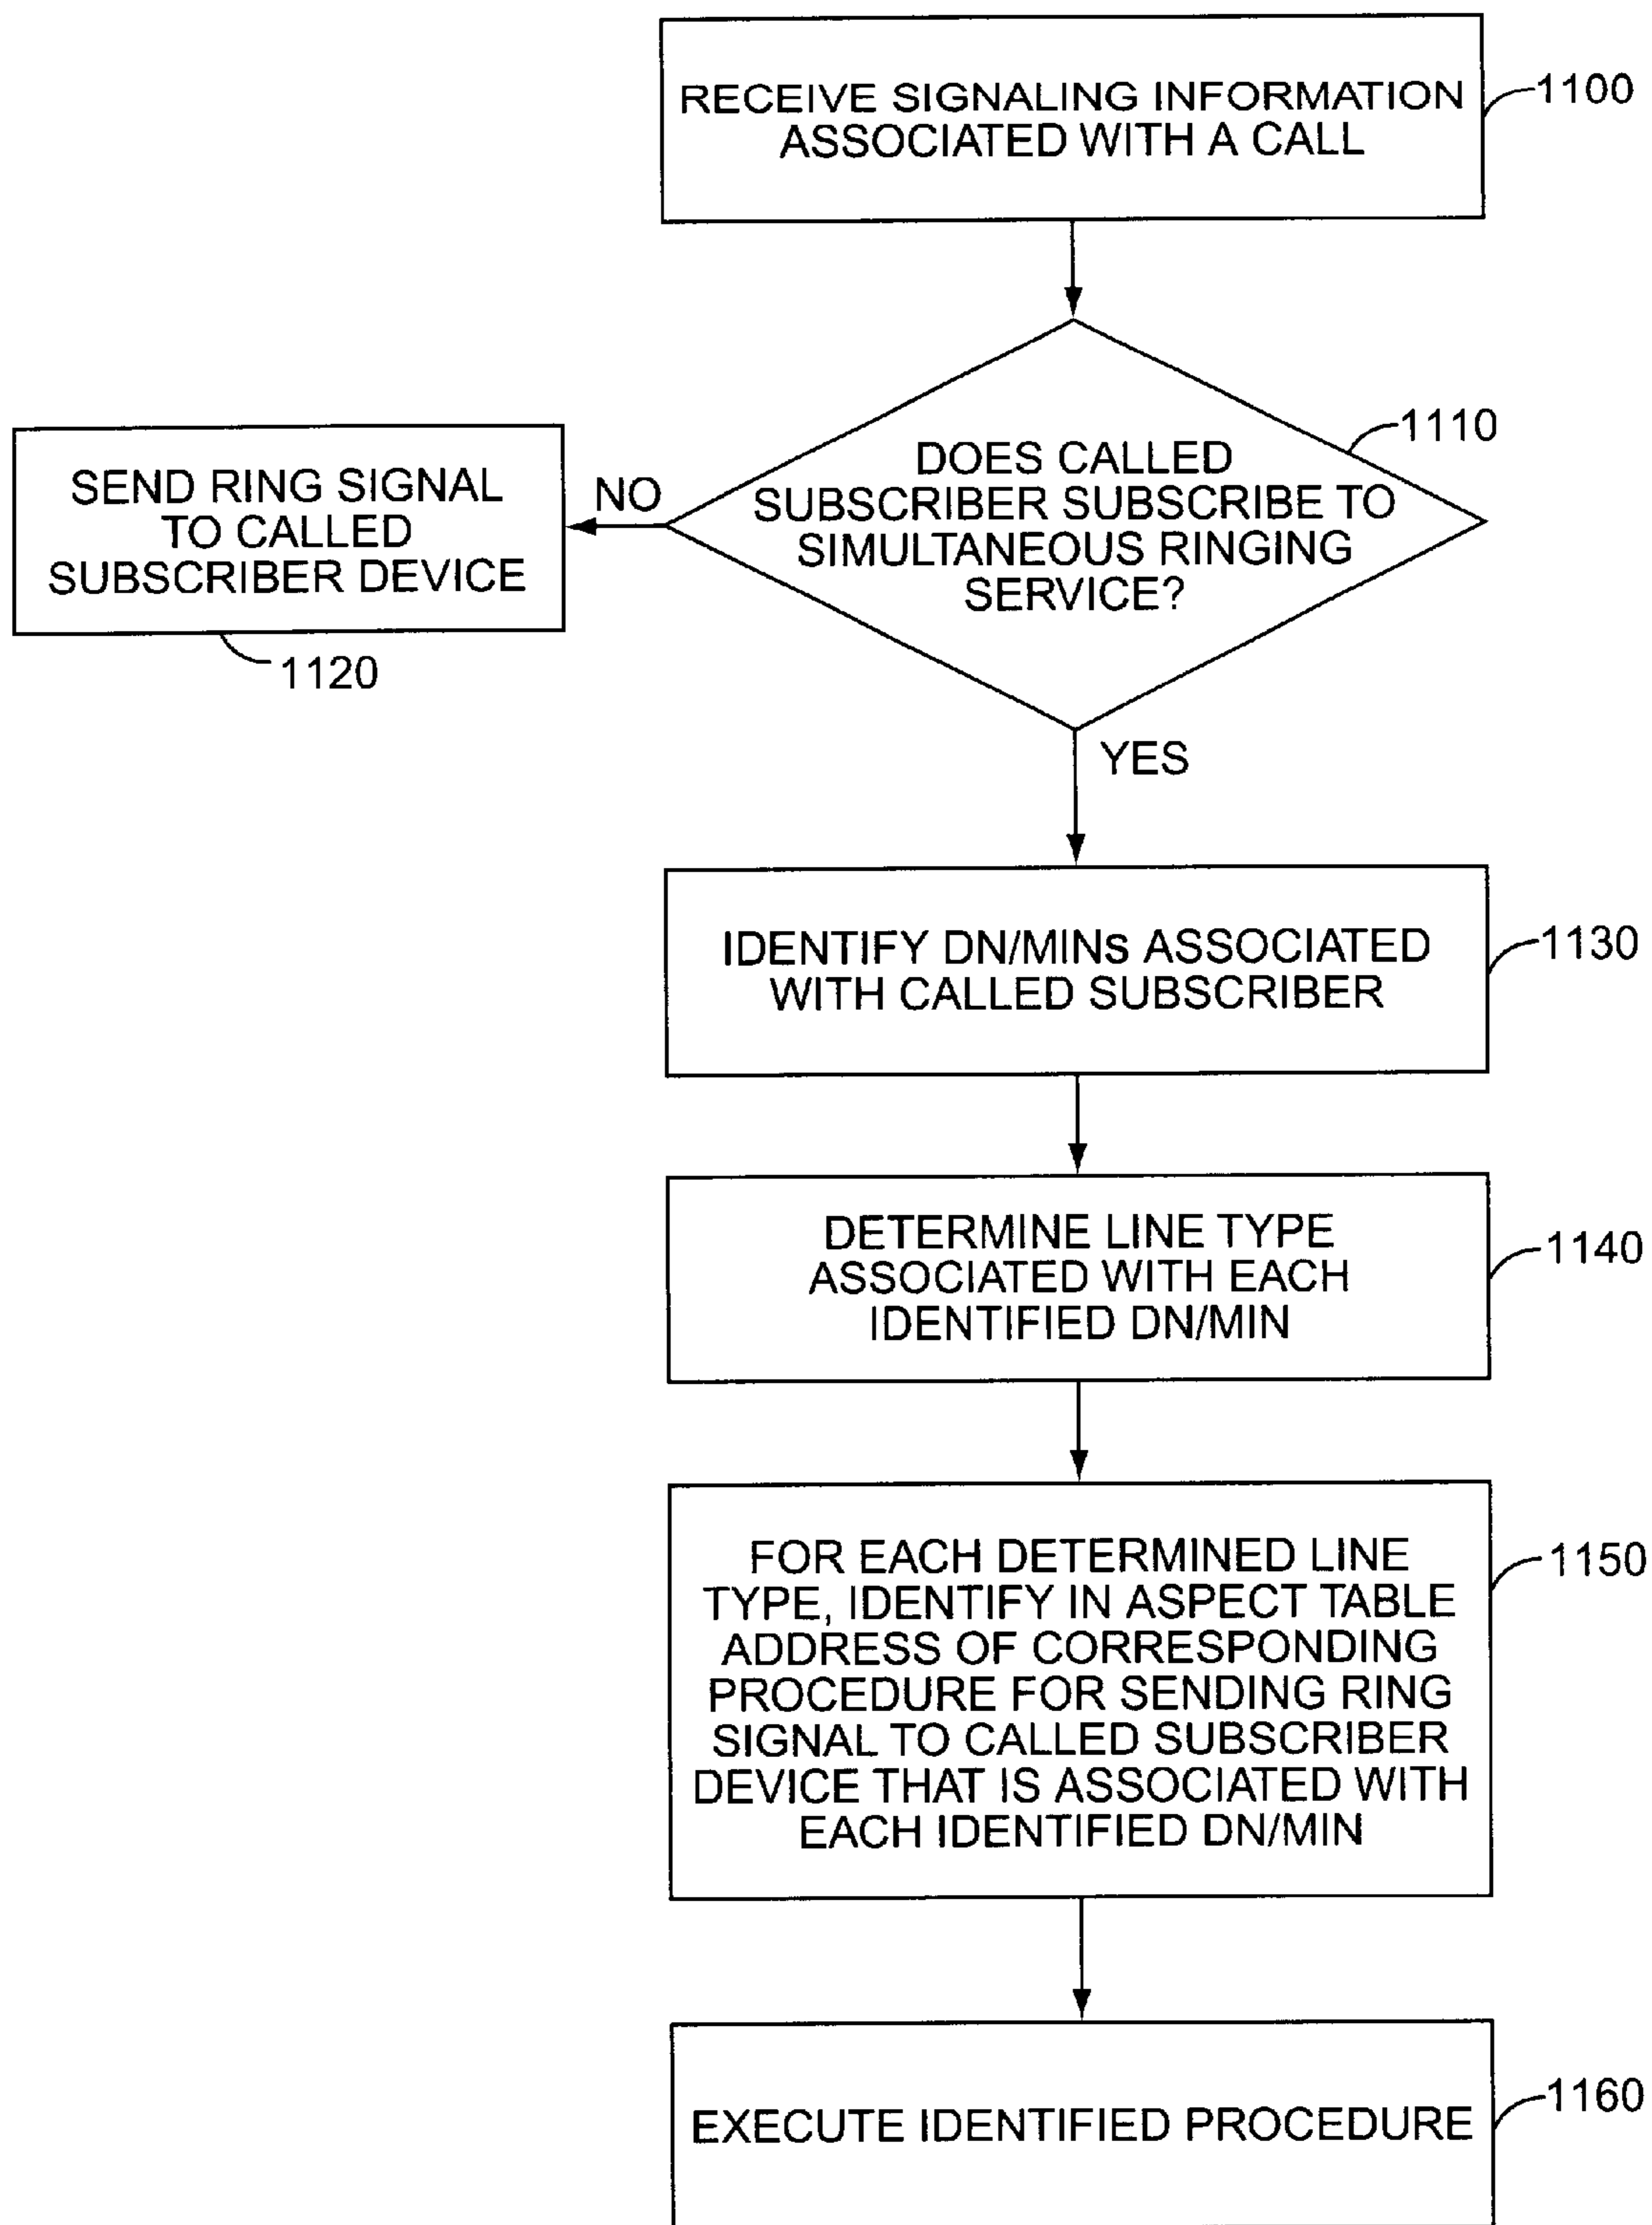 RECEIVE SIGNALING INFORMATION
ASSOCIATED WITH A CALL
1100
DOES CALLED
SUBSCRIBER SUBSCRIBE TO
SIMULTANEOUS RINGING
SERVICE?
1110
NO
SEND RING SIGNAL
TO CALLED
SUBSCRIBER DEVICE
1120
YES
IDENTIFY DN/MINs ASSOCIATED
WITH CALLED SUBSCRIBER
1130
DETERMINE LINE TYPE
ASSOCIATED WITH EACH
IDENTIFIED DN/MIN
1140
FOR EACH DETERMINED LINE
TYPE, IDENTIFY IN ASPECT TABLE
ADDRESS OF CORRESPONDING
PROCEDURE FOR SENDING RING
SIGNAL TO CALLED SUBSCRIBER
DEVICE THAT IS ASSOCIATED WITH
EACH IDENTIFIED DN/MIN
1150
EXECUTE IDENTIFIED PROCEDURE
1160